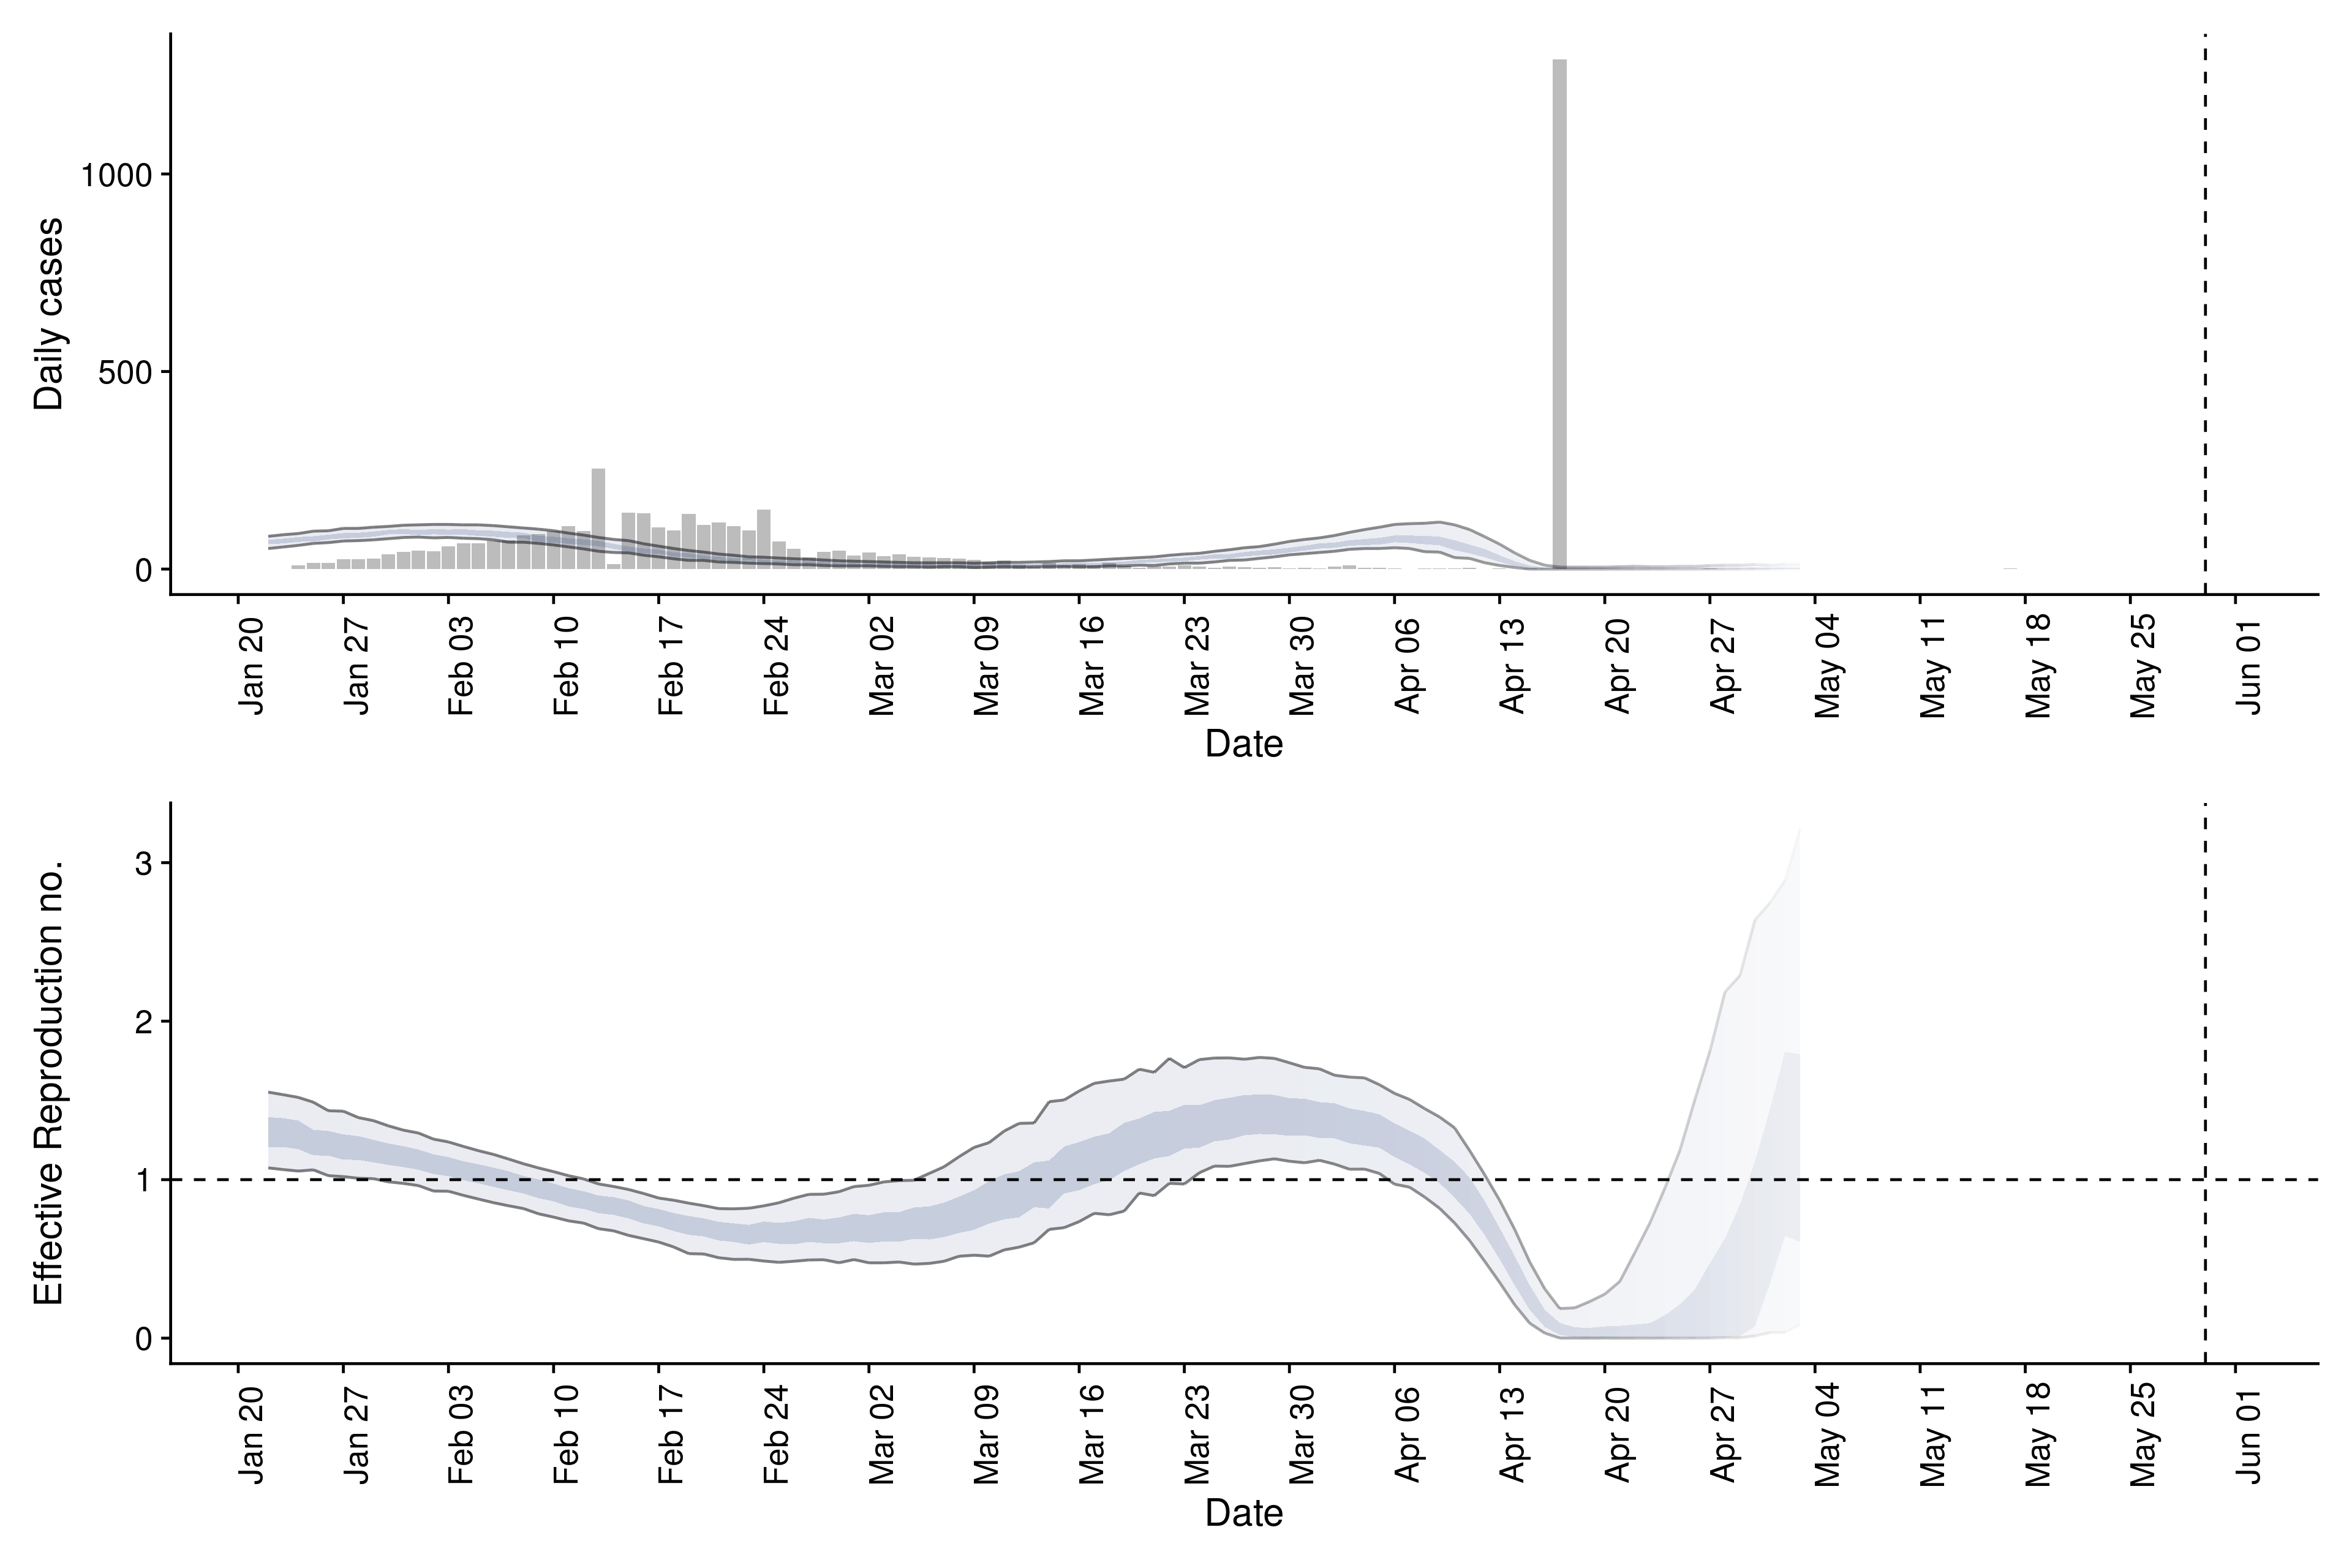 Daily cases
1000
500
0
Jan 20
Jan 27
Feb 03
Feb 10
Feb 17
Feb 24
Mar 02
Mar 09
Mar 16
Mar 23
Mar 30
Apr 06
Apr 13
Apr 20
Apr 27
May 04
May 11
May 18
May 25
Jun 01
Date
Effective Reproduction no.
3
2
1
0
Jan 20
Jan 27
Feb 03
Feb 10
Feb 17
Feb 24
Mar 02
Mar 09
Mar 16
Mar 23
Mar 30
Apr 06
Apr 13
Apr 20
Apr 27
May 04
May 11
May 18
May 25
Jun 01
Date